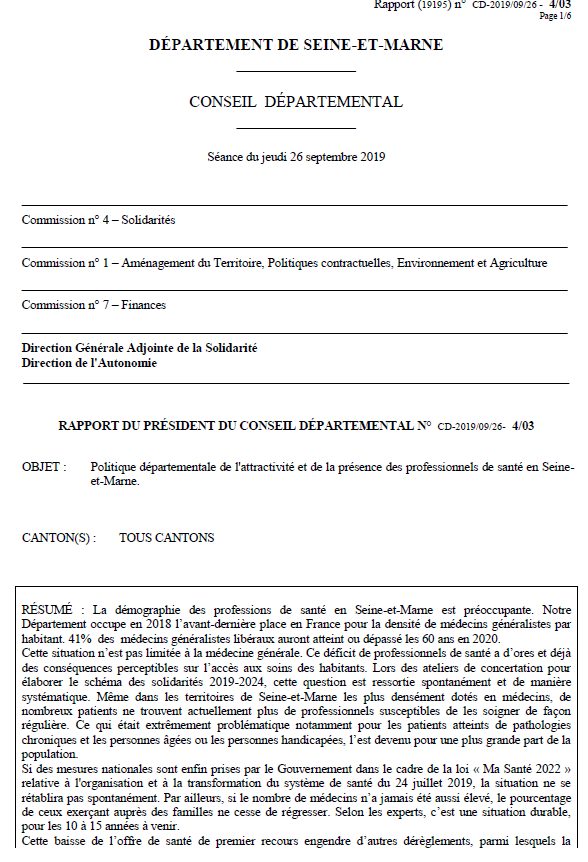 Rapport (19195) n° CD-2019/09/26 - 4/03
Page 1/6
DÉPARTEMENT DE SEINE-ET-MARNE
CONSEIL DÉPARTEMENTAL
Séance du jeudi 26 septembre 2019
Commission n° 4 – Solidarités
Commission n° 1 – Aménagement du Territoire, Politiques contractuelles, Environnement et Agriculture
Commission n° 7 – Finances
Direction Générale Adjointe de la Solidarité
Direction de l'Autonomie
RAPPORT DU PRÉSIDENT DU CONSEIL DÉPARTEMENTAL N° CD-2019/09/26- 4/03
OBJET : Politique départementale de l'attractivité et de la présence des professionnels de santé en Seine-
et-Marne.
CANTON(S) : TOUS CANTONS
RÉSUMÉ : La démographie des professions de santé en Seine-et-Marne est préoccupante. Notre
Département occupe en 2018 l'avant-dernière place en France pour la densité de médecins généralistes par
habitant. 41% des médecins généralistes libéraux auront atteint ou dépassé les 60 ans en 2020.
Cette situation n'est pas limitée à la médecine générale. Ce déficit de professionnels de santé a d'ores et déjà
des conséquences perceptibles sur l'accès aux soins des habitants. Lors des ateliers de concertation pour
élaborer le schéma des solidarités 2019-2024, cette question est ressortie spontanément et de manière
systématique. Même dans les territoires de Seine-et-Marne les plus densément dotés en médecins, de
nombreux patients ne trouvent actuellement plus de professionnels susceptibles de les soigner de façon
régulière. Ce qui était extrêmement problématique notamment pour les patients atteints de pathologies
chroniques et les personnes âgées ou les personnes handicapées, l'est devenu pour une plus grande part de la
population.
Si des mesures nationales sont enfin prises par le Gouvernement dans le cadre de la loi « Ma Santé 2022 »
relative à l'organisation et à la transformation du système de santé du 24 juillet 2019, la situation ne se
rétablira pas spontanément. Par ailleurs, si le nombre de médecins n'a jamais été aussi élevé, le pourcentage
de ceux exerçant auprès des familles ne cesse de régresser. Selon les experts, c'est une situation durable,
pour les 10 à 15 années à venir.
Cette baisse de l'offre de santé de premier recours engendre d'autres dérèglements, parmi lesquels la